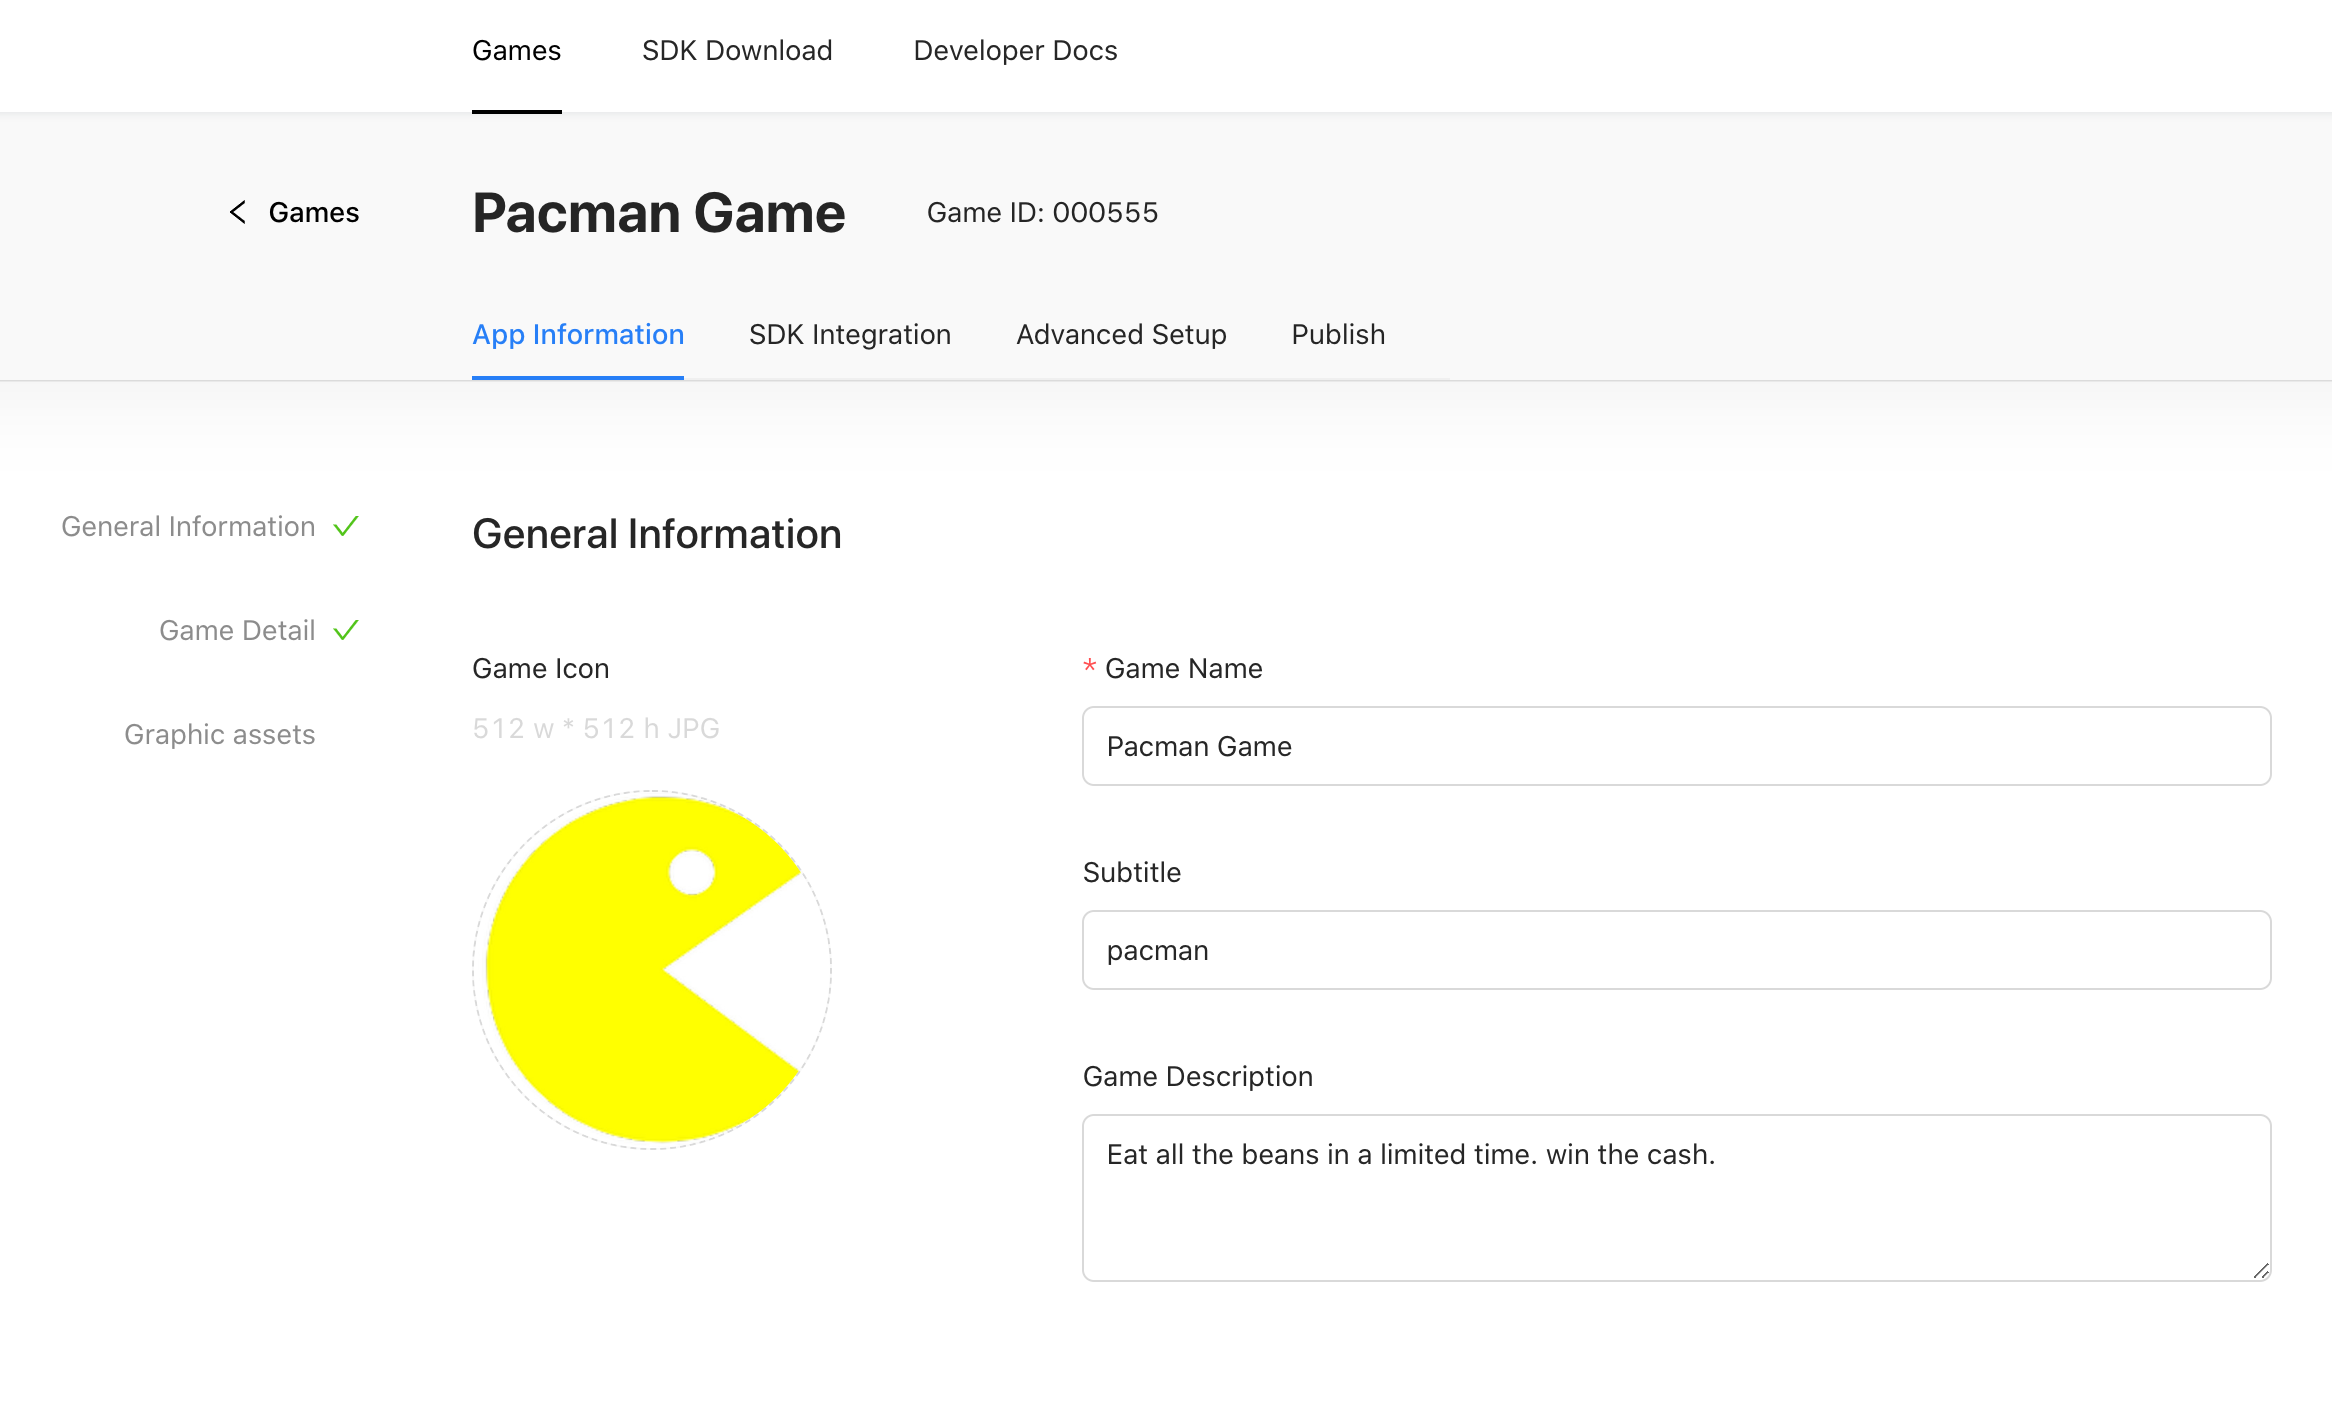 Games SDK Download Developer Docs
Games Pacman Game Game ID: 000555
App Information SDK Integration Advanced Setup Publish
General Information
Game Detail
Graphic assets
General Information
Game Icon
512 w * 512 h JPG
* Game Name
Pacman Game
Subtitle
pacman
Game Description
Eat all the beans in a limited time. win the cash.